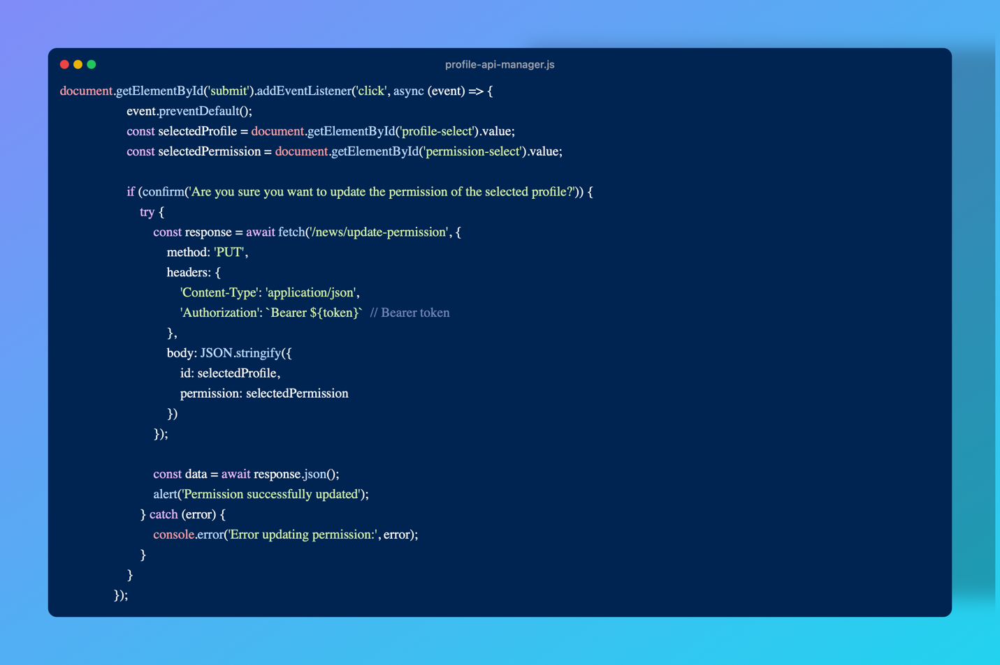 profile-api-manager.js
document.getElementById('submit').addEventListener('click', async (event) => {
event.preventDefault();
const selectedProfile = document.getElementById('profile-select').value;
const selectedPermission = document.getElementById('permission-select').value;
if (confirm('Are you sure you want to update the permission of the selected profile?')) {
try {
const response = await fetch('/news/update-permission', {
method: 'PUT',
headers: {
'Content-Type': 'application/json',
'Authorization': `Bearer ${token}` // Bearer token
},
body: JSON.stringify({
id: selectedProfile,
permission: selectedPermission
})
});
const data = await response.json();
alert('Permission successfully updated');
} catch (error) {
console.error('Error updating permission:', error);
}
}
});